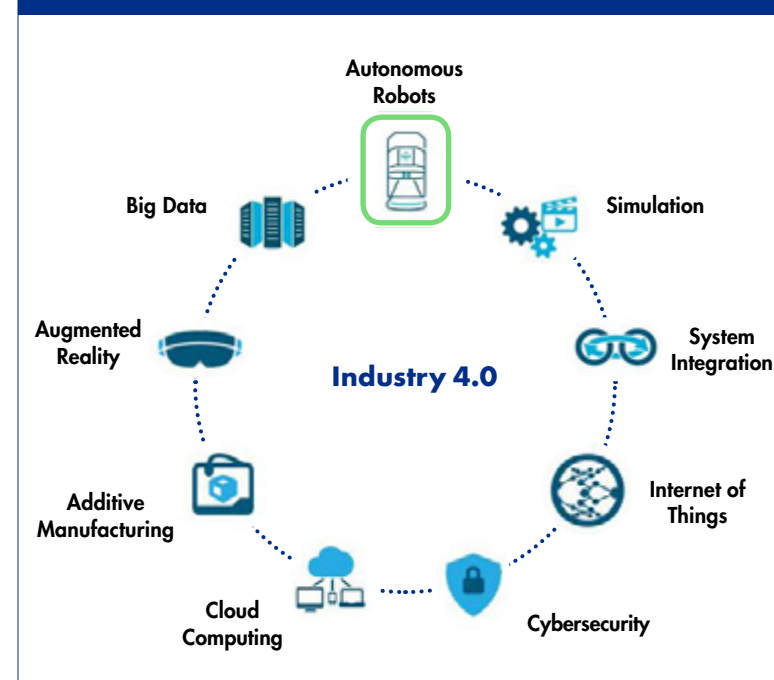 Autonomous
Robots
Big Data
Simulation
Augmented
Reality
System
Integration
Industry 4.0
Additive
Manufacturing
Internet of
Things
Cloud
Computing
Cybersecurity